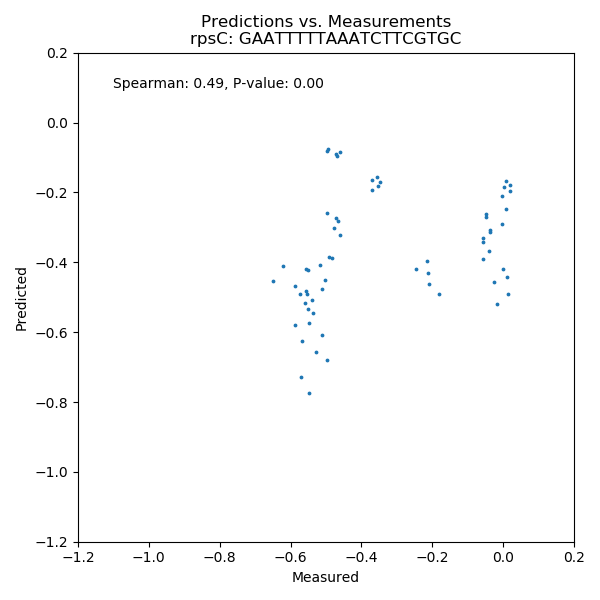 Predictions vs. Measurements
rpsC: GAATTTTTAAATCTTCGTGC
Spearman: 0.49, P-value: 0.00
0.2
0.0
−0.2
−0.4
−0.6
−0.8
−1.0
−1.2
Predicted
−1.2 −1.0 −0.8 −0.6 −0.4 −0.2 0.0 0.2
Measured